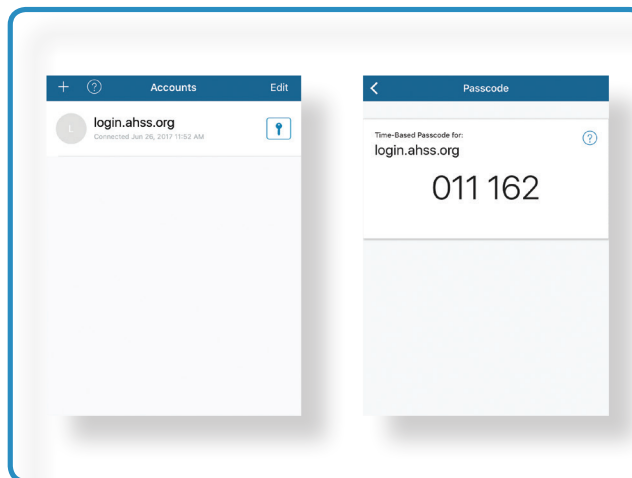 + ? Accounts Edit
L login.ahss.org
Connected Jun 26, 2017 11:52 AM
Passcode
Time-Based Passcode for:
?
login.ahss.org
011 162